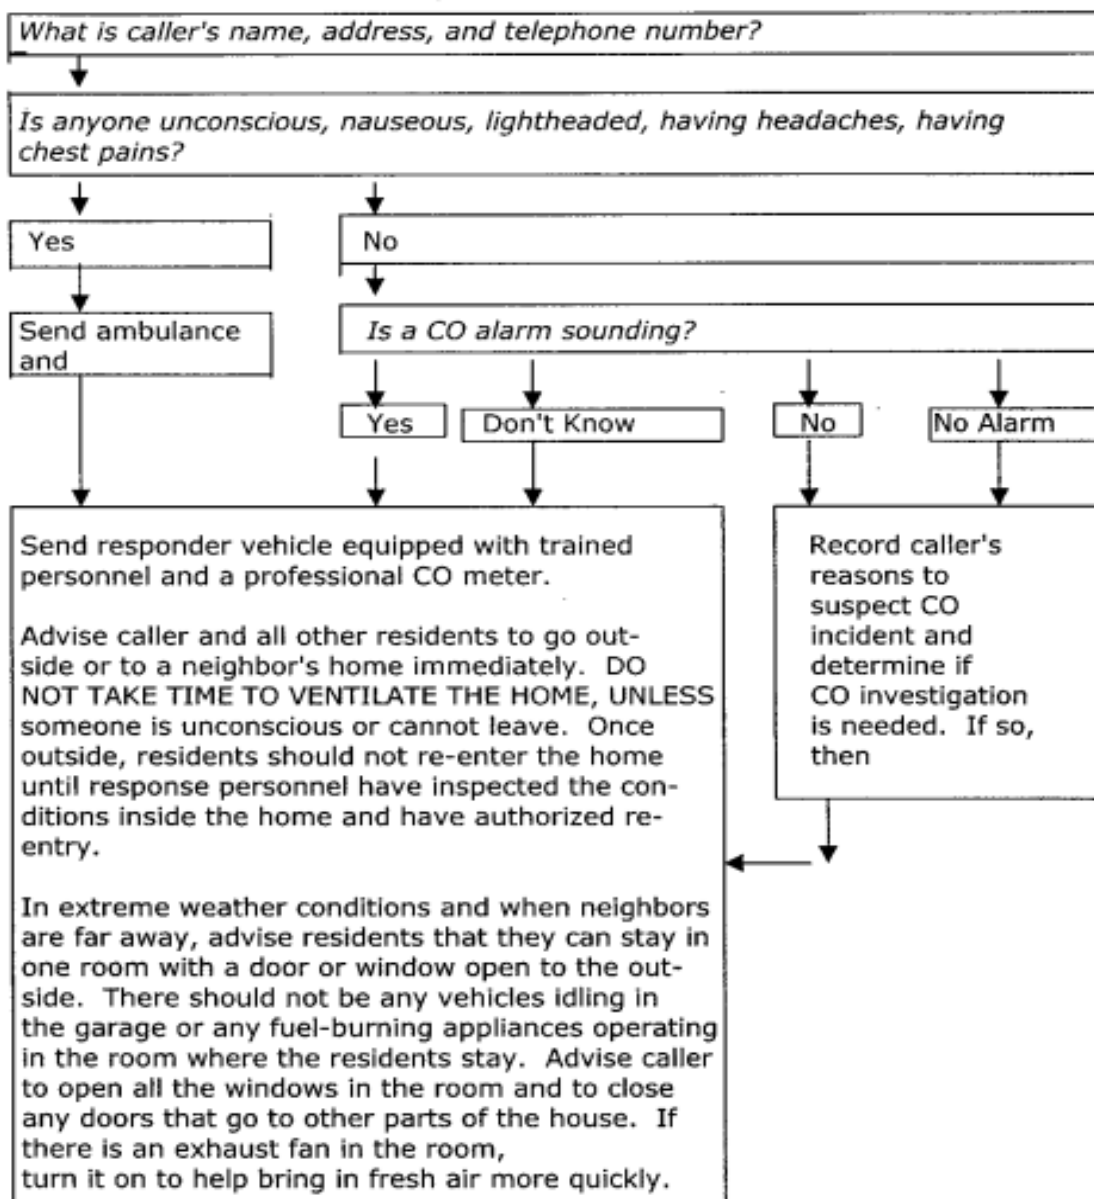 What is caller's name, address, and telephone number?
Is anyone unconscious, nauseous, lightheaded, having headaches, having
chest pains?
Yes
No
Send ambulance
and
Is a CO alarm sounding?
Yes
Don't Know
No
No Alarm
Send responder vehicle equipped with trained
personnel and a professional CO meter.
Advise caller and all other residents to go out-
side or to a neighbor's home immediately. DO
NOT TAKE TIME TO VENTILATE THE HOME, UNLESS
someone is unconscious or cannot leave. Once
outside, residents should not re-enter the home
until response personnel have inspected the con-
ditions inside the home and have authorized re-
entry.
In extreme weather conditions and when neighbors
are far away, advise residents that they can stay in
one room with a door or window open to the out-
side. There should not be any vehicles idling in
the garage or any fuel-burning appliances operating
in the room where the residents stay. Advise caller
to open all the windows in the room and to close
any doors that go to other parts of the house. If
there is an exhaust fan in the room,
turn it on to help bring in fresh air more quickly.
Record caller's
reasons to
suspect CO
incident and
determine if
CO investigation
is needed. If so,
then